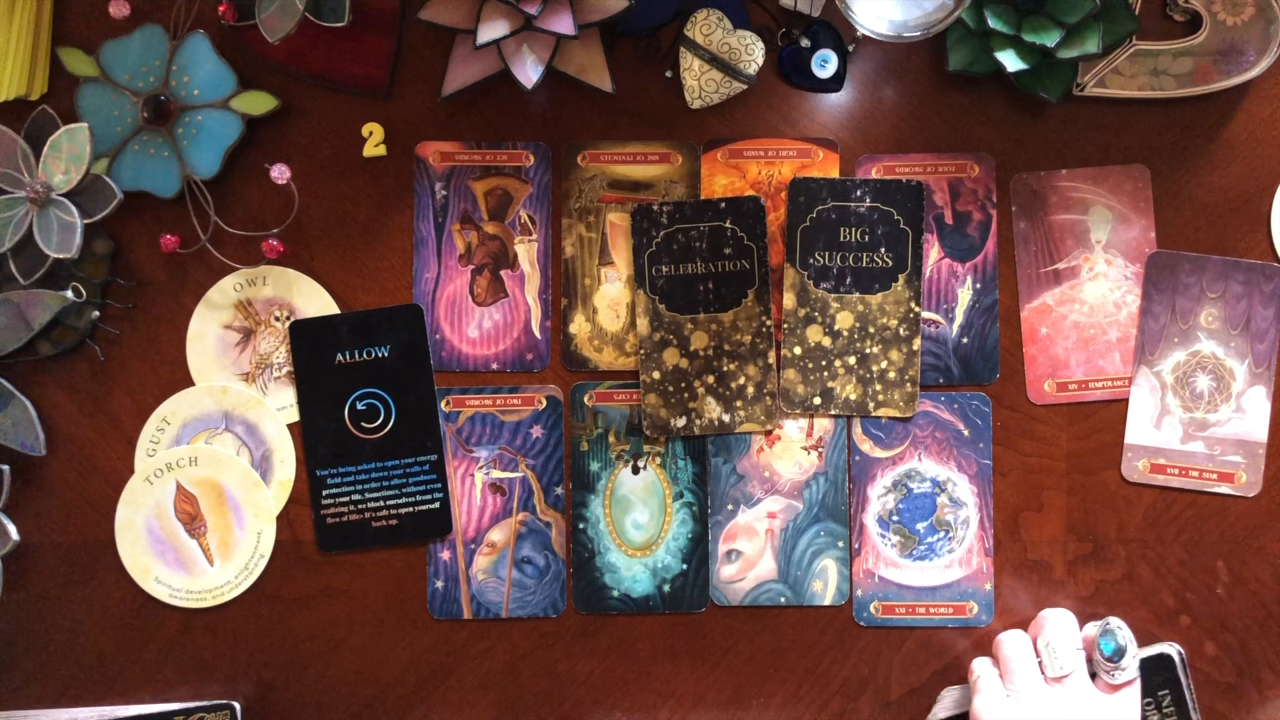 2
ACE OF SWORDS
NINE OF PENTACLES
EIGHT OF WANDS
FOUR OF SWORDS
CELEBRATION
BIG
SUCCESS
XIV • TEMPERANCE
XVII • THE STAR
OWL
GUST
TORCH
Spiritual development, enlightenment,
awareness, and understanding
ALLOW
You're being asked to open your energy
field and take down your walls of
protection in order to allow goodness
into your life. Sometimes, without even
realizing it, we block ourselves from the
flow of life> It's safe to open yourself
back up.
TWO OF SWORDS
OF CUPS
XXI • THE WORLD